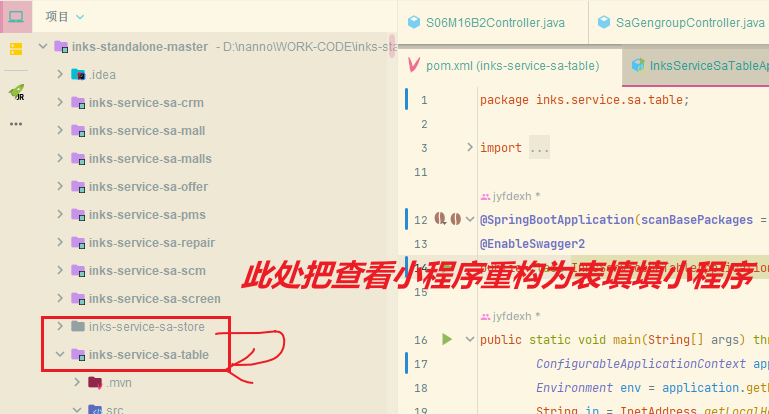 项目
inks-standalone-master - D:\nanno\WORK-CODE\inks-sta
.idea
inks-service-sa-crm
inks-service-sa-mall
inks-service-sa-malls
inks-service-sa-offer
inks-service-sa-pms
inks-service-sa-repair
inks-service-sa-scm
inks-service-sa-screen
inks-service-sa-store
inks-service-sa-table
.mvn
src
JR
S06M16B2Controller.java
SaGengroupController.java
pom.xml (inks-service-sa-table)
InksServiceSaTableAp
1 package inks.service.sa.table;
2
3 import ...
11
jyfdexh *
12 @SpringBootApplication(scanBasePackages =
13 @EnableSwagger2
14
此处把查看小程序重构为表填填小程序
15
jyfdexh *
16 public static void main(String[] args) thr
17 ConfigurableApplicationContext app
18 Environment env = application.getE
19 String ip = InetAddress.getLocalHo